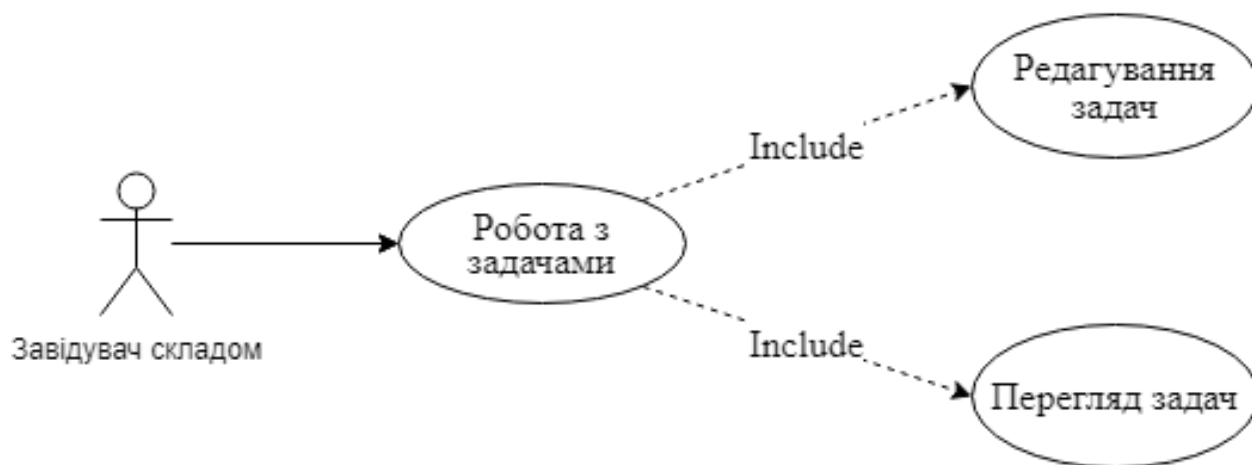 Редагування
задач
Include
Робота з
задачами
Завідувач складом
Include
Перегляд задач